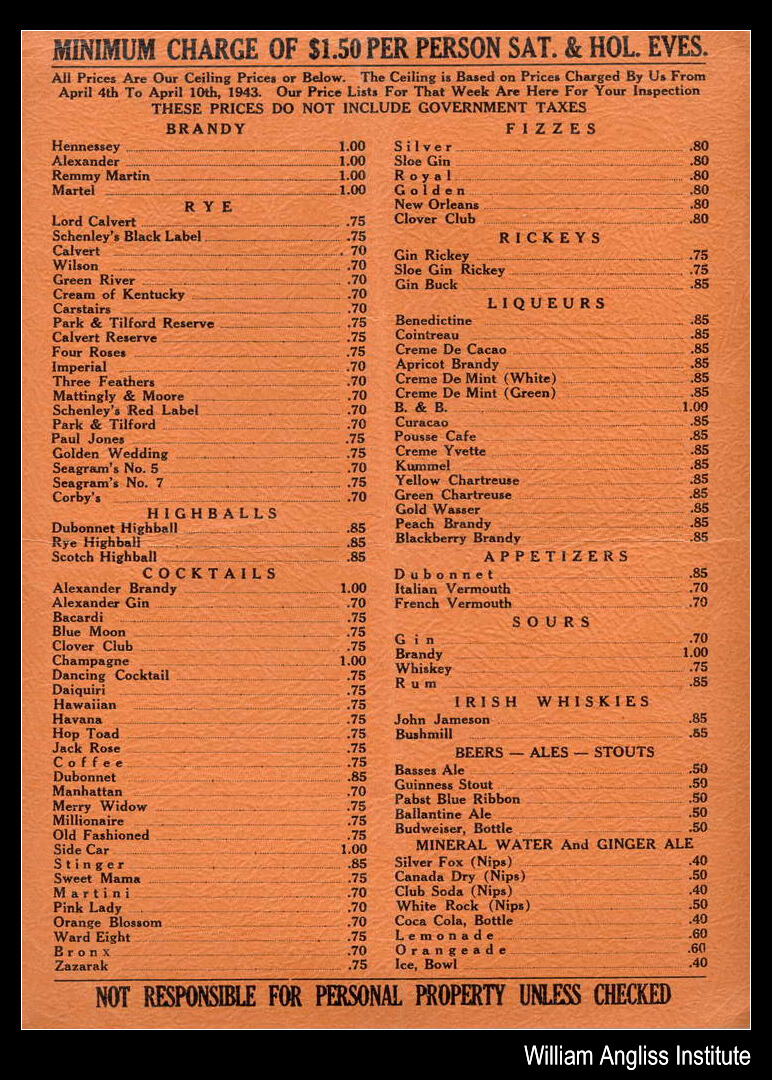 MINIMUM CHARGE OF $1.50 PER PERSON SAT. & HOL. EVES.
All Prices Are Our Ceiling Prices or Below. The Ceiling is Based on Prices Charged By Us From
April 4th To April 10th, 1943. Our Price Lists For That Week Are Here For Your Inspection
THESE PRICES DO NOT INCLUDE GOVERNMENT TAXES
BRANDY
Hennessey 1.00
Alexander 1.00
Remmy Martin 1.00
Martel 1.00
RYE
Lord Calvert .75
Schenley's Black Label .75
Calvert .70
Wilson .70
Green River .70
Cream of Kentucky .70
Carstairs .70
Park & Tilford Reserve .75
Calvert Reserve .75
Four Roses .75
Imperial .70
Three Feathers .70
Mattingly & Moore .70
Schenley's Red Label .70
Park & Tilford .70
Paul Jones .75
Golden Wedding .75
Seagram's No. 5 .70
Seagram's No. 7 .75
Corby's .70
HIGHBALLS
Dubonnet Highball .85
Rye Highball .85
Scotch Highball .85
COCKTAILS
Alexander Brandy 1.00
Alexander Gin .70
Bacardi .75
Blue Moon .75
Clover Club .75
Champagne 1.00
Dancing Cocktail .75
Daiquiri .75
Hawaiian .75
Havana .75
Hop Toad .75
Jack Rose .75
Coffee .75
Dubonnet .85
Manhattan .70
Merry Widow .75
Millionaire .75
Old Fashioned .75
Side Car 1.00
Stinger .85
Sweet Mama .75
Martini .70
Pink Lady .70
Orange Blossom .70
Ward Eight .75
Bronx .70
Zazarak .75
FIZZES
Silver .80
Sloe Gin .80
Royal .80
Golden .80
New Orleans .80
Clover Club .80
RICKEYS
Gin Rickey .75
Sloe Gin Rickey .75
Gin Buck .85
LIQUEURS
Benedictine .85
Cointreau .85
Creme De Cacao .85
Apricot Brandy .85
Creme De Mint (White) .85
Creme De Mint (Green) .85
B. & B. 1.00
Curacao .85
Pousse Cafe .85
Creme Yvette .85
Kummel .85
Yellow Chartreuse .85
Green Chartreuse .85
Gold Wasser .85
Peach Brandy .85
Blackberry Brandy .85
APPETIZERS
Dubonnet .85
Italian Vermouth .70
French Vermouth .70
SOURS
Gin .70
Brandy 1.00
Whiskey .75
Rum .85
IRISH WHISKIES
John Jameson .85
Bushmill
BEERS — ALES — STOUTS
Basses Ale .50
Guinness Stout .50
Pabst Blue Ribbon .50
Ballantine Ale .50
Budweiser, Bottle .50
MINERAL WATER And GINGER ALE
Silver Fox (Nips) .40
Canada Dry (Nips) .50
Club Soda (Nips) .40
White Rock (Nips) .50
Coca Cola, Bottle .40
Lemonade .60
Orangeade .60
Ice, Bowl .40
NOT RESPONSIBLE FOR PERSONAL PROPERTY UNLESS CHECKED
William Angliss Institute